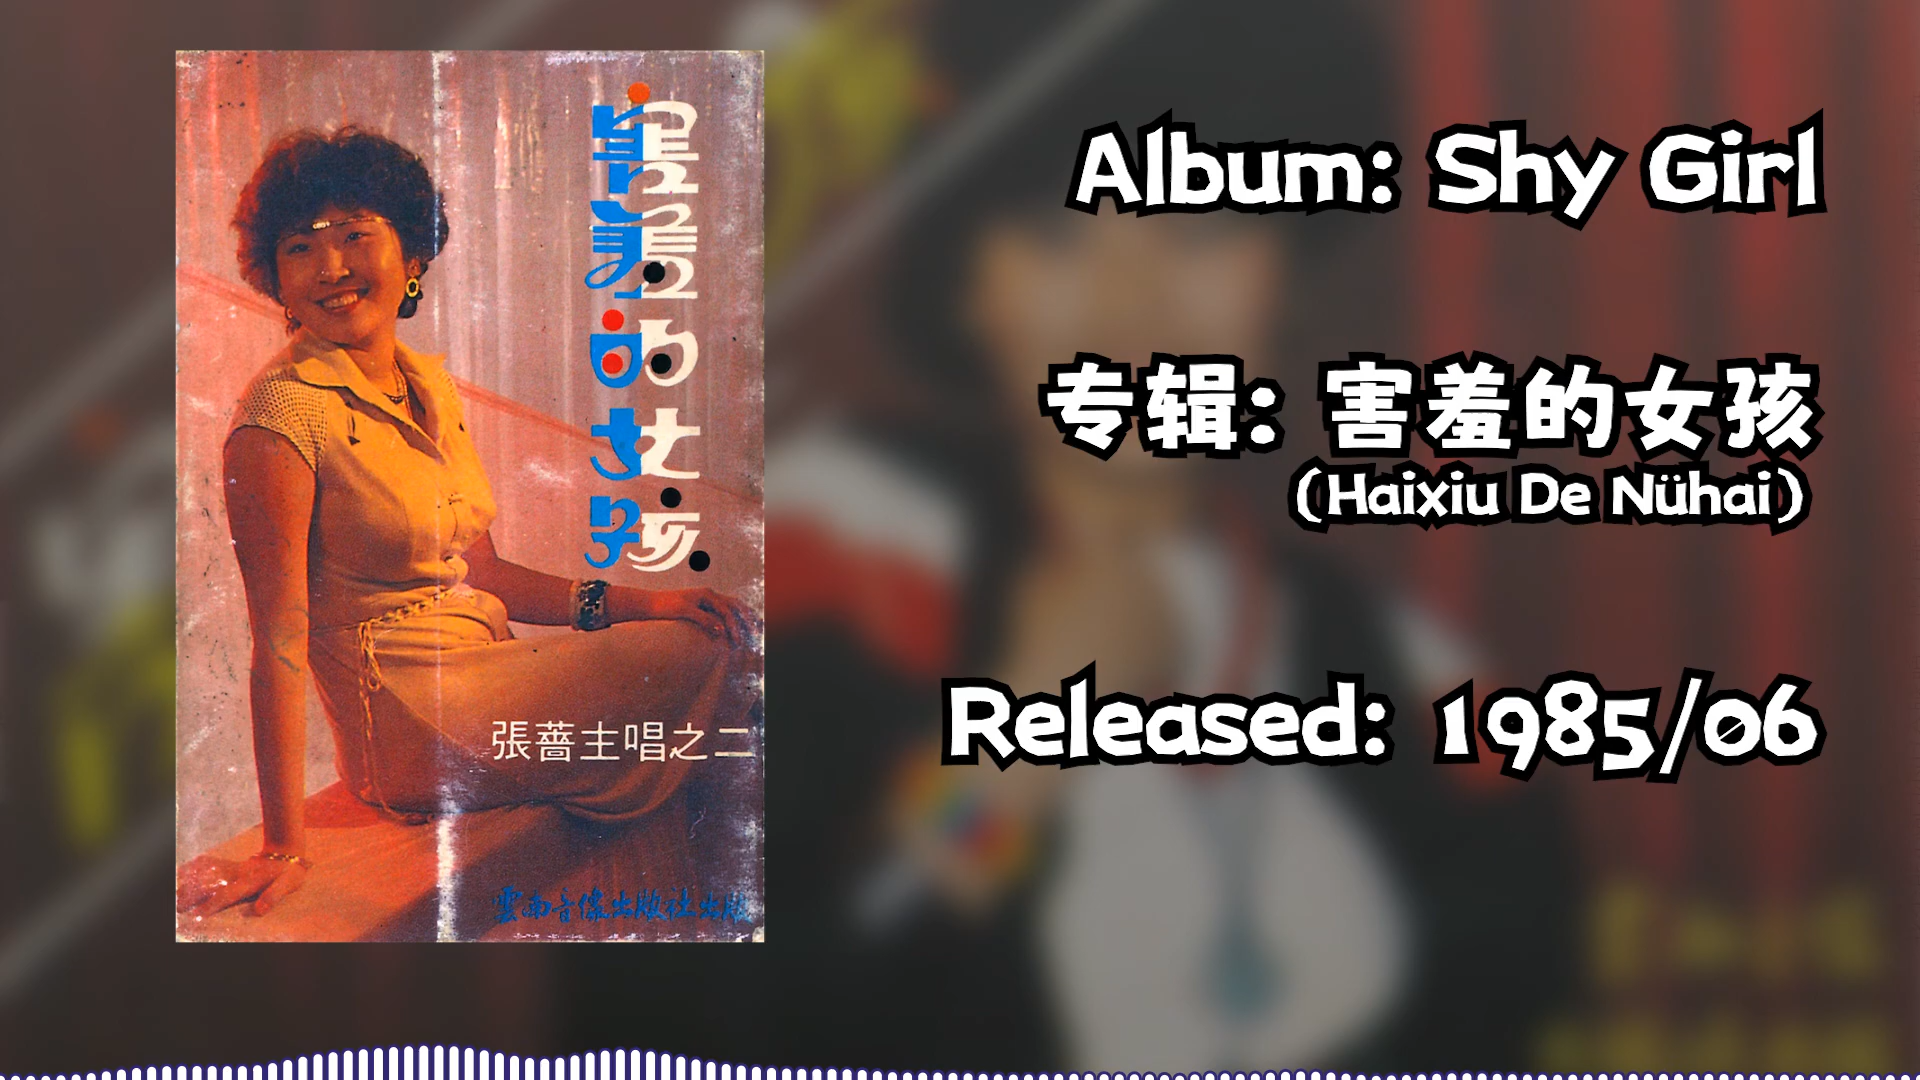 害羞的女孩
張薔主唱之二
雲南音像出版社出版
Album: Shy Girl
专辑: 害羞的女孩
(Haixiu De Nühai)
Released: 1985/06